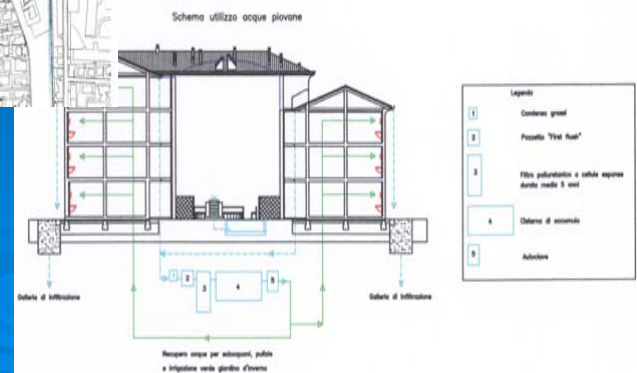 Schema utilizzo acque piovane
Legenda
1 Condensa grassi
2 Pozzetto "First flush"
3 Filtro poliuretanico a cellule espanse
durata media 5 anni
4 Cisterna di accumulo
5 Autoclave
1
2
3
4
5
Galleria di infiltrazione
Galleria di infiltrazione
Recupero acque per sciacquoni, pulizie
e irrigazione verde giardino d'inverno